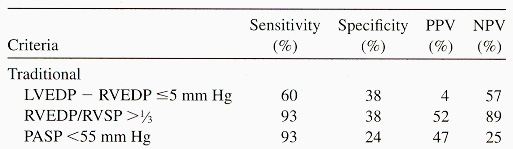 Criteria Sensitivity (%) Specificity (%) PPV (%) NPV (%)
Traditional
LVEDP − RVEDP ≤5 mm Hg 60 38 4 57
RVEDP/RVSP >⅓ 93 38 52 89
PASP <55 mm Hg 93 24 47 25